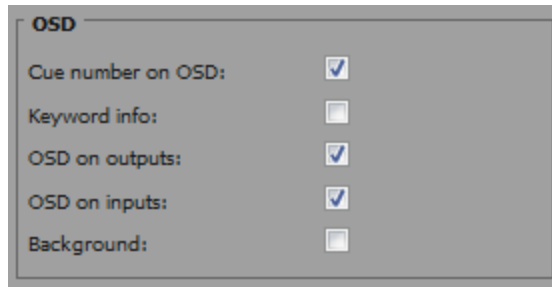 OSD
Cue number on OSD:
Keyword info:
OSD on outputs:
OSD on inputs:
Background: